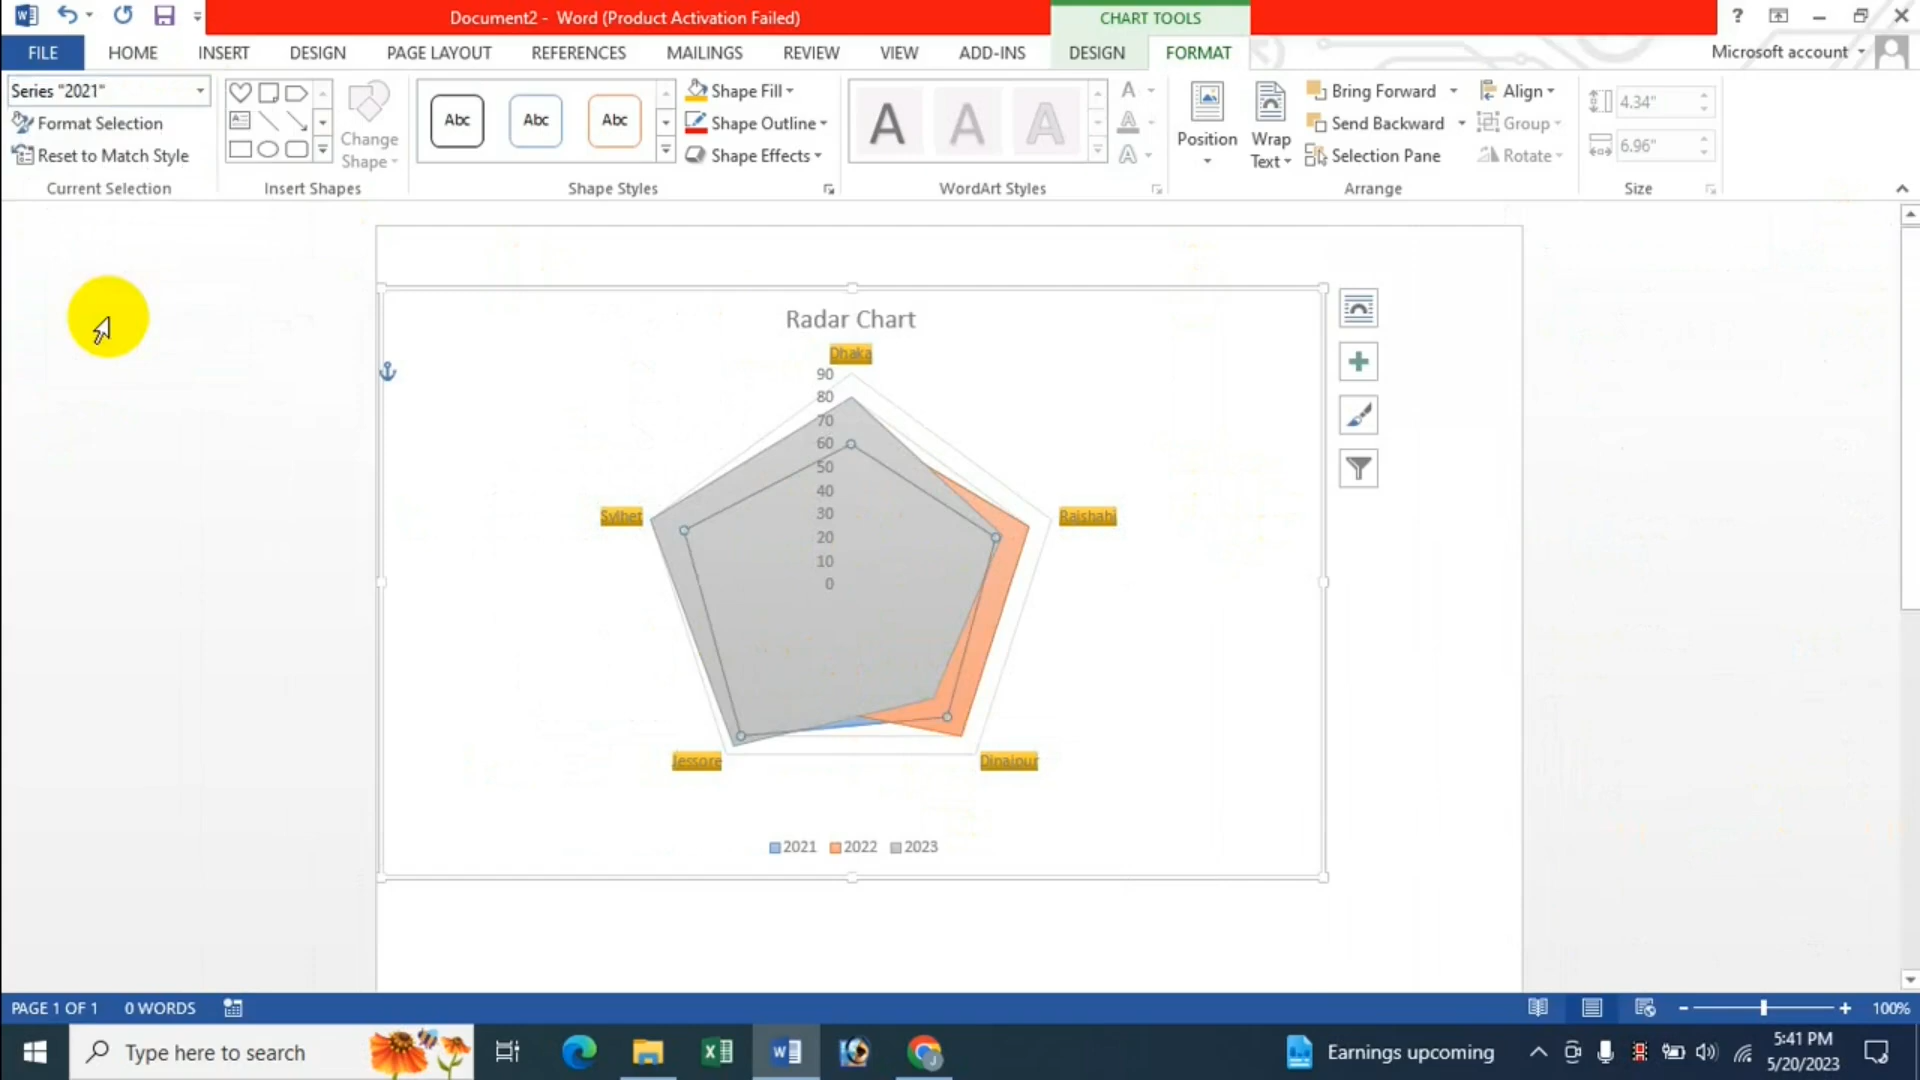 Document2 - Word (Product Activation Failed)
CHART TOOLS
?
FILE HOME INSERT DESIGN PAGE LAYOUT REFERENCES MAILINGS REVIEW VIEW ADD-INS DESIGN FORMAT Microsoft account
Series "2021"
Format Selection
Reset to Match Style
Current Selection
Change
Shape
Insert Shapes
Abc Abc Abc
Shape Fill
Shape Outline
Shape Effects
Shape Styles
A A A
A
A
A
WordArt Styles
Position
Wrap
Text
Bring Forward
Send Backward
Selection Pane
Align
Group
Rotate
Arrange
4.34"
6.96"
Size
Radar Chart
Dhaka
90
80
70
60
50
40
30
20
10
0
Sylhet
Rajshahi
Jessore
Dinajpur
2021 2022 2023
PAGE 1 OF 1 0 WORDS
100%
Type here to search
Earnings upcoming
5:41 PM
5/20/2023